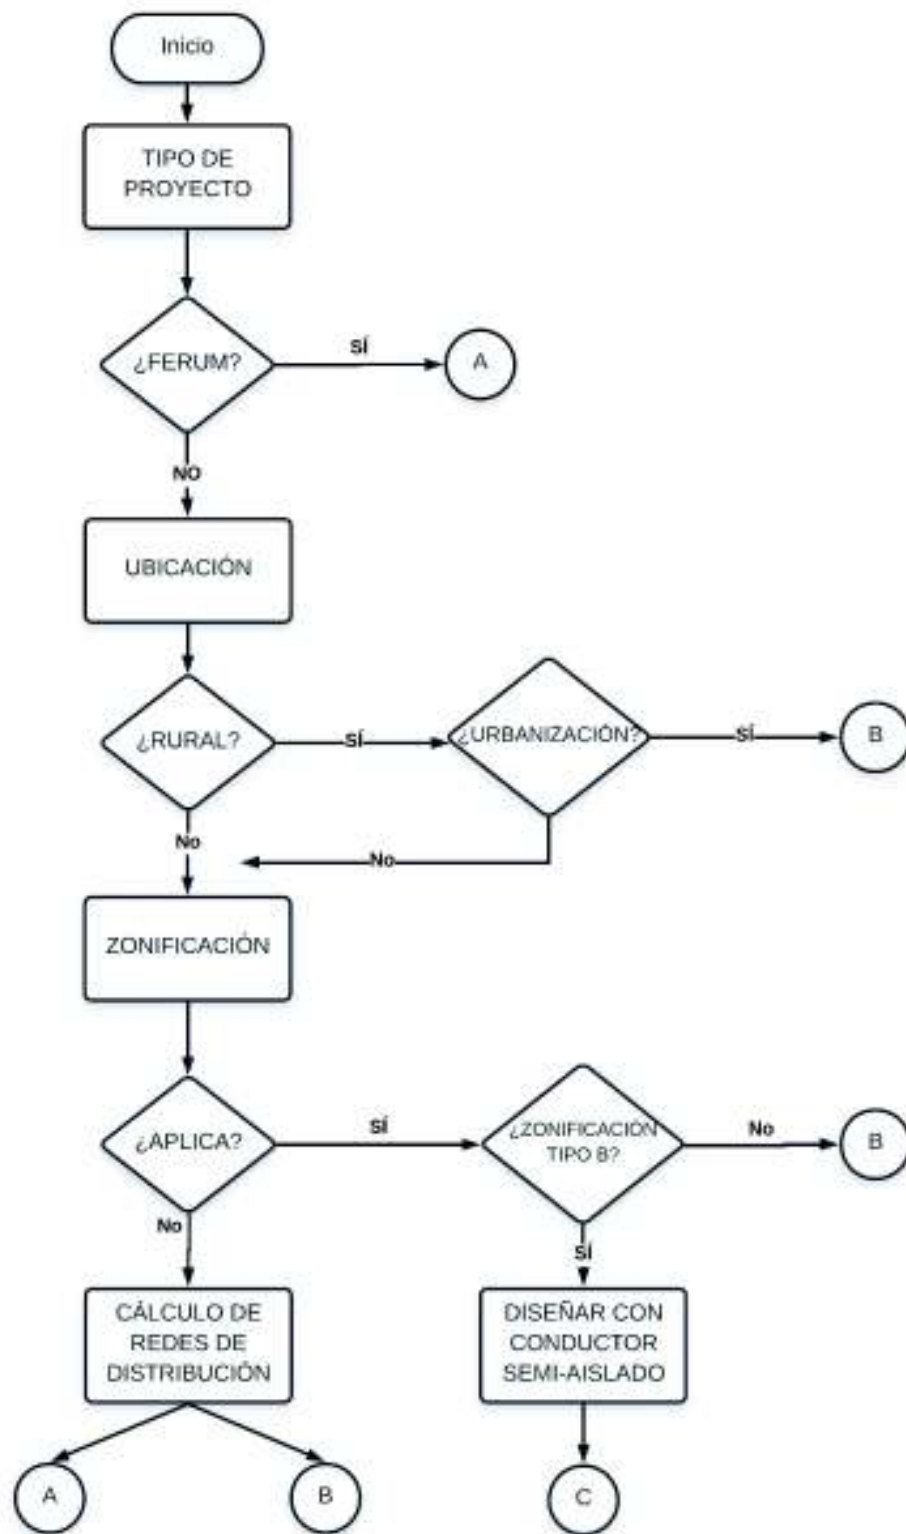 Inicio
TIPO DE
PROYECTO
¿FERUM?
SÍ
A
NO
UBICACIÓN
¿RURAL?
SÍ
¿URBANIZACIÓN?
SÍ
B
No
No
ZONIFICACIÓN
¿APLICA?
SÍ
¿ZONIFICACIÓN
TIPO B?
No
B
No
SÍ
CÁLCULO DE
REDES DE
DISTRIBUCIÓN
DISEÑAR CON
CONDUCTOR
SEMI-AISLADO
A
B
C